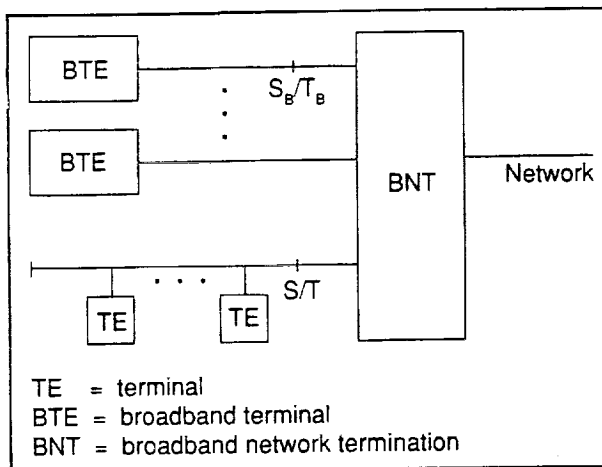 BTE
S_B/T_B
BTE
BNT
Network
S/T
TE
TE
TE = terminal
BTE = broadband terminal
BNT = broadband network termination